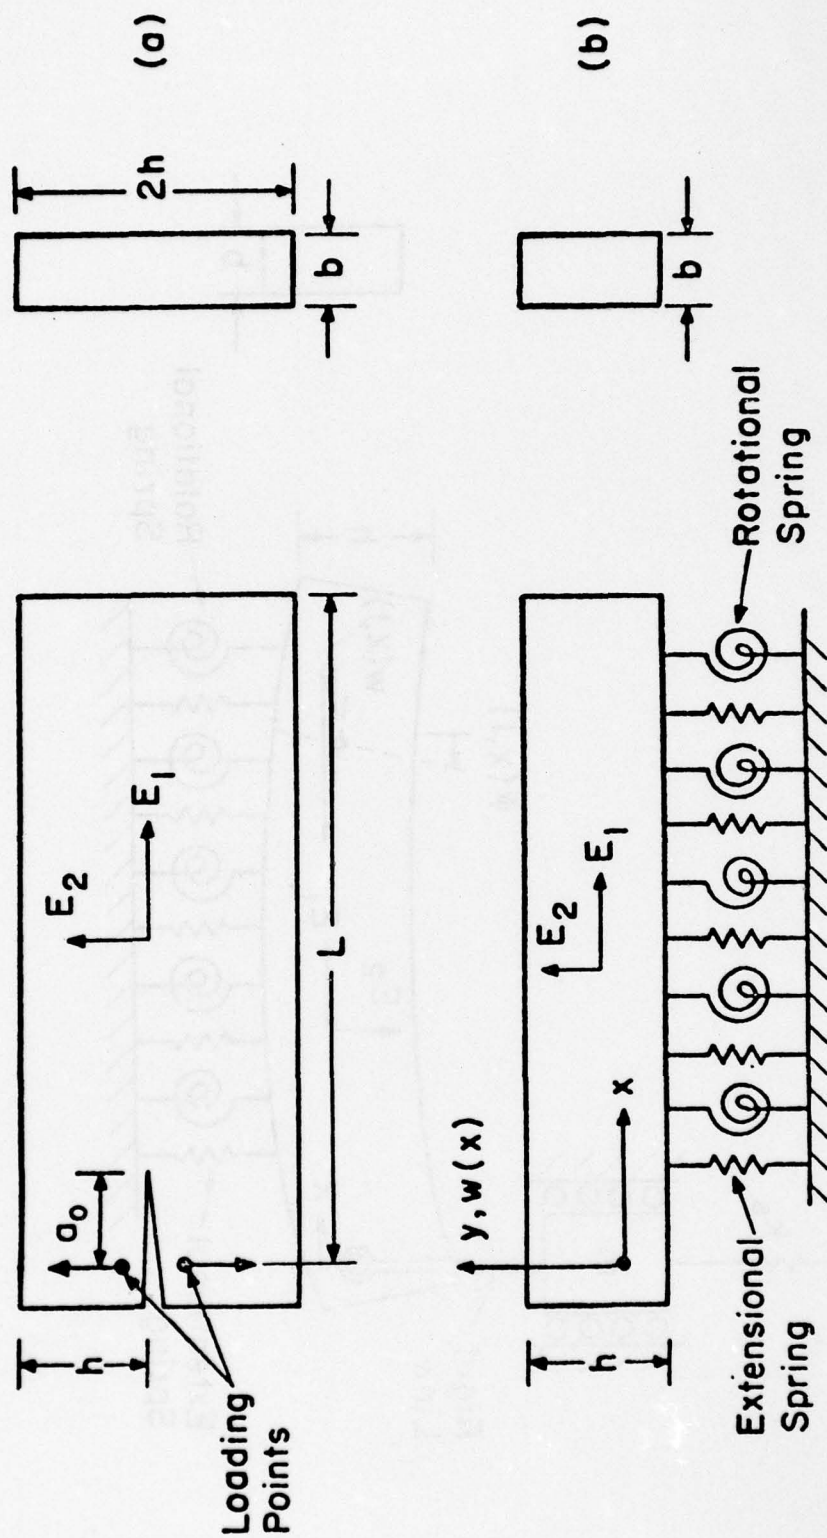 (a)
2h
b
h
a₀
E₂
E₁
L
Loading
Points
(b)
b
y, w(x)
x
E₂
E₁
h
Extensional
Spring
Rotational
Spring